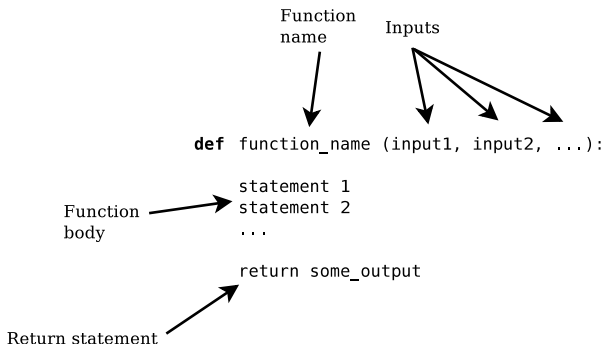 Function
name
Inputs
def function_name (input1, input2, ...):
statement 1
statement 2
...
Function
body
return some_output
Return statement